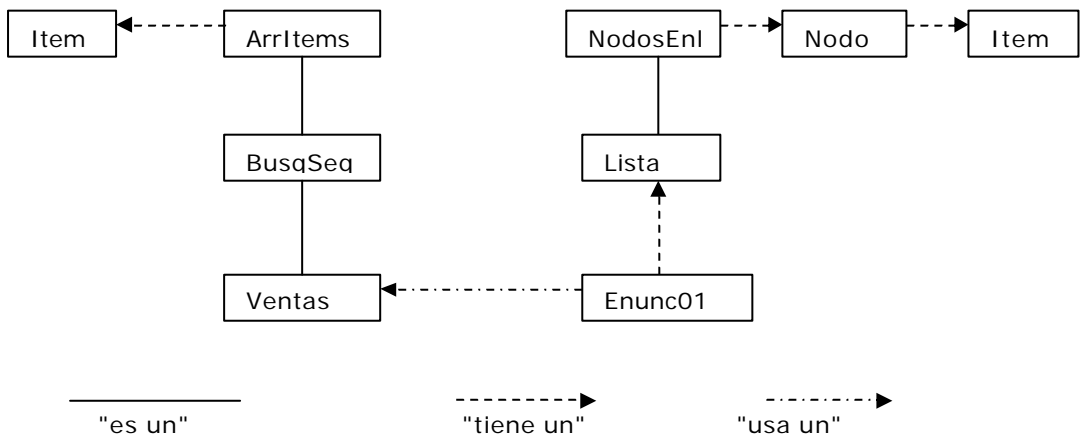 Item ArrItems NodosEnl Nodo Item
BusqSeq Lista
Ventas Enunc01
"es un" "tiene un" "usa un"